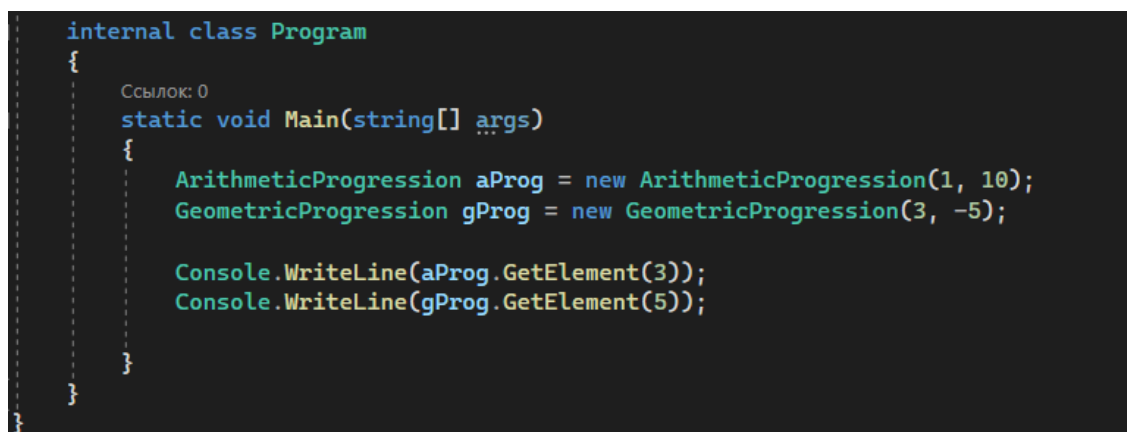 internal class Program
{
Ссылок: 0
static void Main(string[] args)
{
ArithmeticProgression aProg = new ArithmeticProgression(1, 10);
GeometricProgression gProg = new GeometricProgression(3, -5);
Console.WriteLine(aProg.GetElement(3));
Console.WriteLine(gProg.GetElement(5));
}
}
}